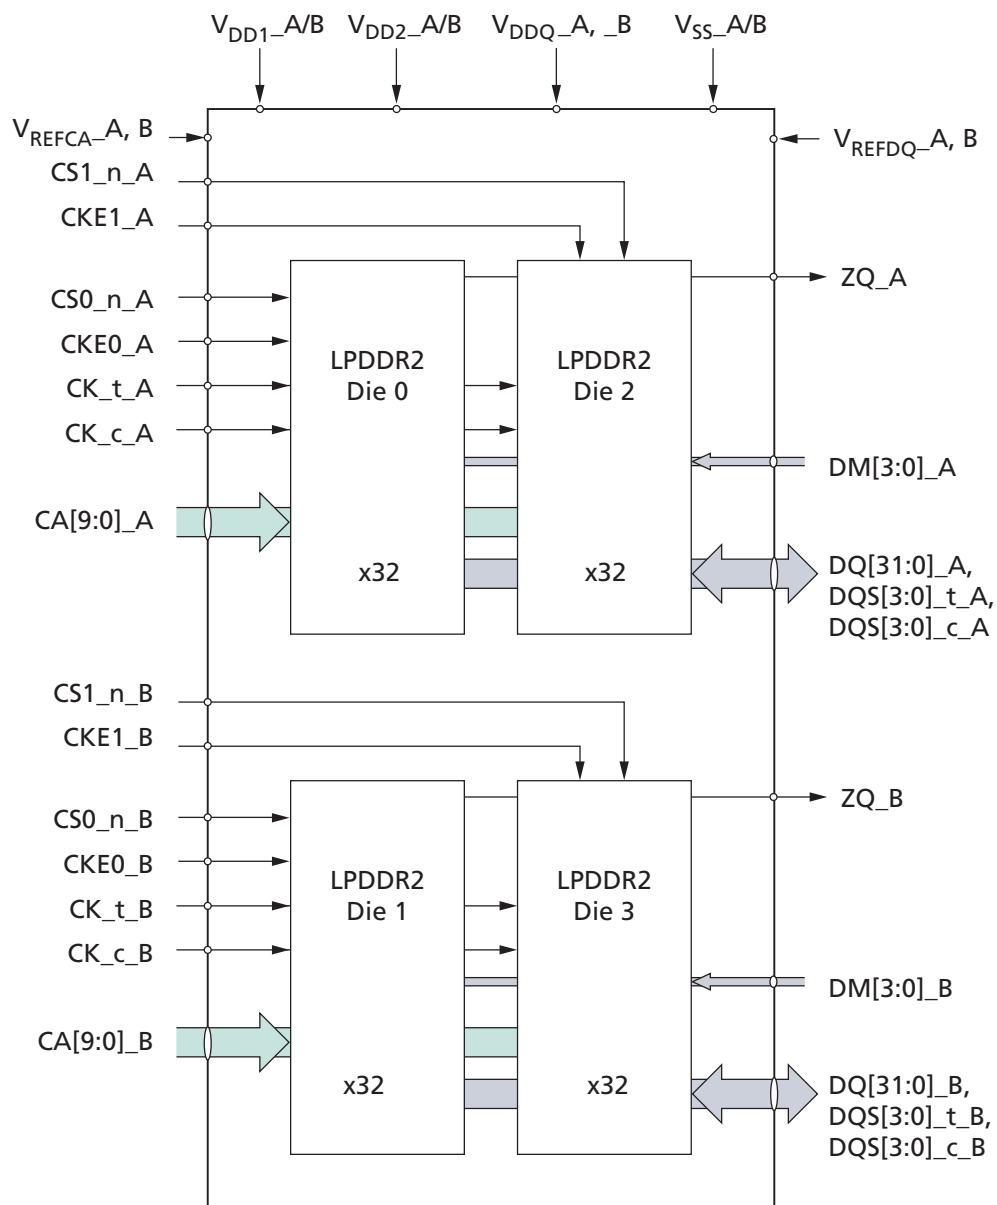 VDD1_A/B
VDD2_A/B
VDDQ_A, _B
VSS_A/B
VREFCA_A, B
VREFDQ_A, B
CS1_n_A
CKE1_A
CS0_n_A
CKE0_A
CK_t_A
CK_c_A
CA[9:0]_A
LPDDR2
Die 0
x32
LPDDR2
Die 2
x32
ZQ_A
DM[3:0]_A
DQ[31:0]_A,
DQS[3:0]_t_A,
DQS[3:0]_c_A
CS1_n_B
CKE1_B
CS0_n_B
CKE0_B
CK_t_B
CK_c_B
CA[9:0]_B
LPDDR2
Die 1
x32
LPDDR2
Die 3
x32
ZQ_B
DM[3:0]_B
DQ[31:0]_B,
DQS[3:0]_t_B,
DQS[3:0]_c_B